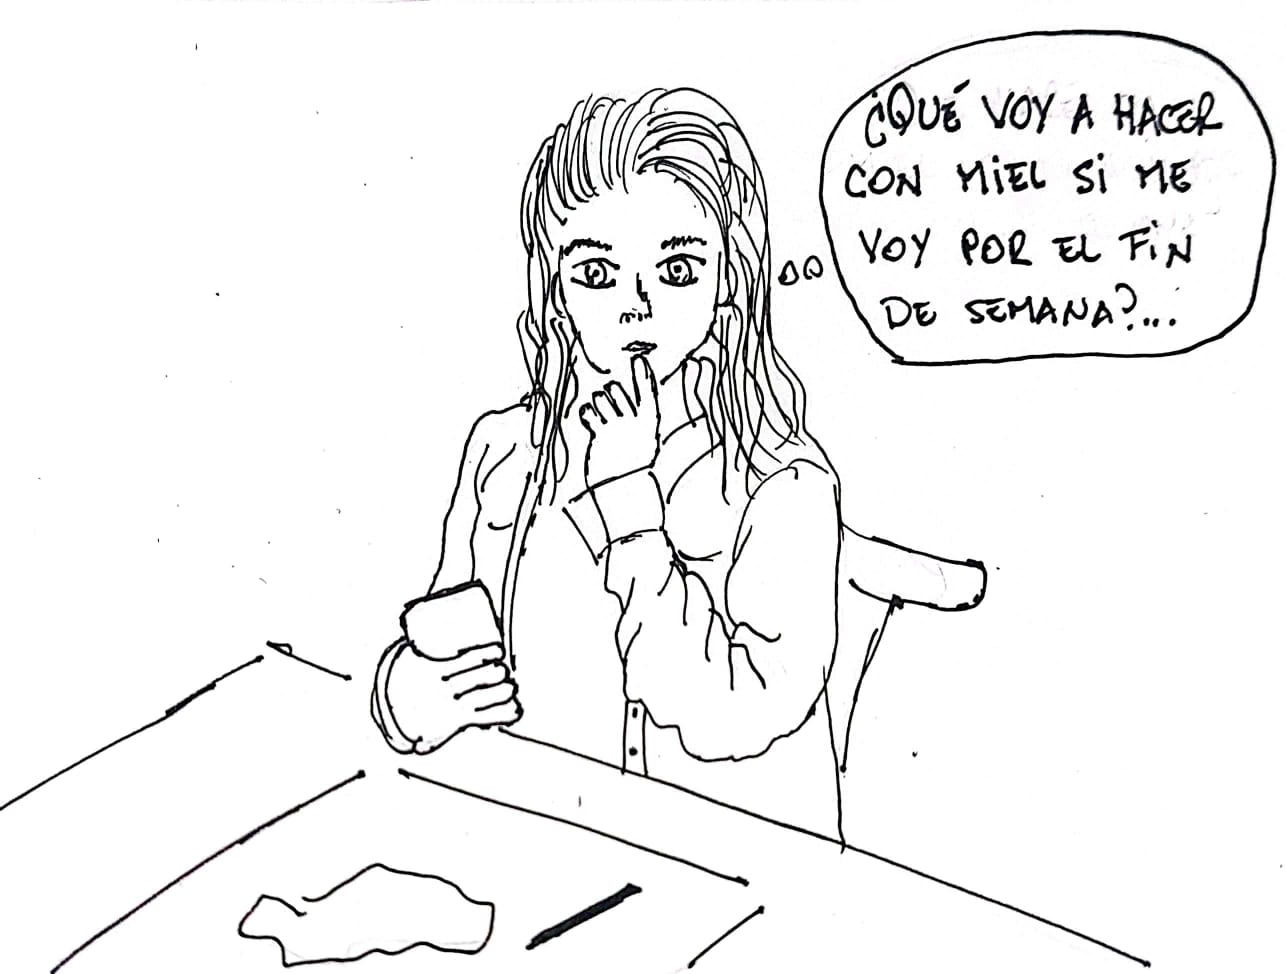 ¿QUÉ VOY A HACER
CON MIEL SI ME
VOY POR EL FIN
DE SEMANA?...